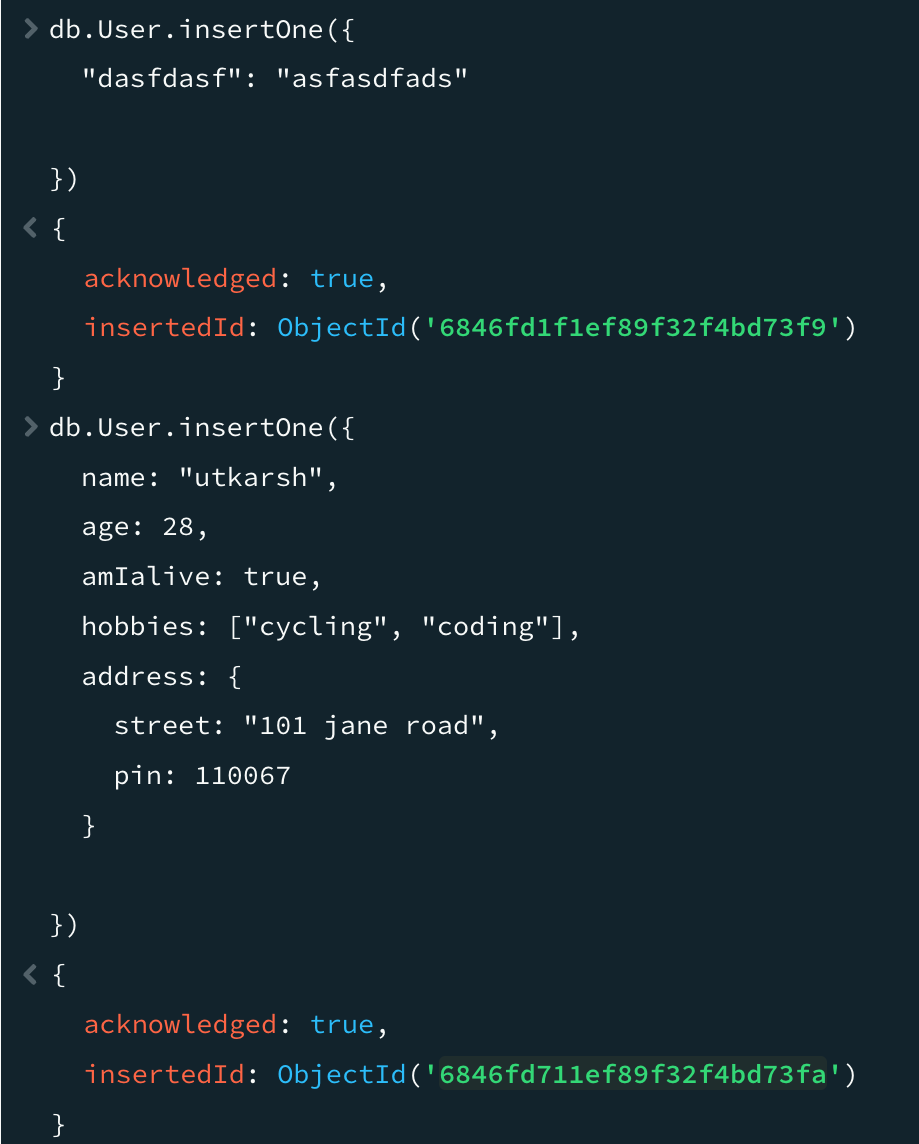 > db.User.insertOne({
"dasfdasf": "asfasdfads"
})
< {
acknowledged: true,
insertedId: ObjectId('6846fd1f1ef89f32f4bd73f9')
}
> db.User.insertOne({
name: "utkarsh",
age: 28,
amIalive: true,
hobbies: ["cycling", "coding"],
address: {
street: "101 jane road",
pin: 110067
}
})
< {
acknowledged: true,
insertedId: ObjectId('6846fd711ef89f32f4bd73fa')
}